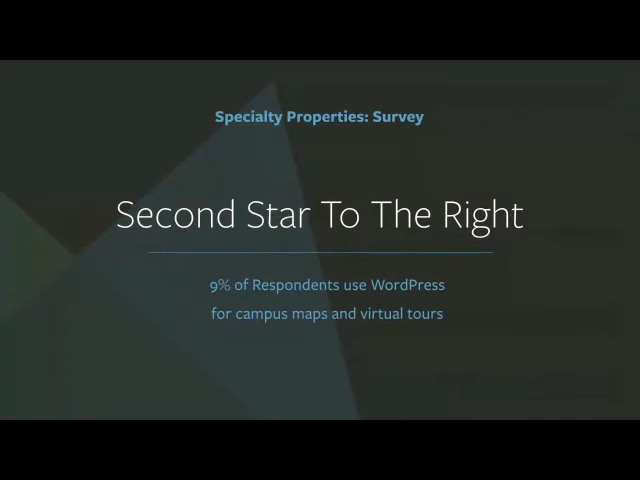 Specialty Properties: Survey
Second Star To The Right
9% of Respondents use WordPress
for campus maps and virtual tours